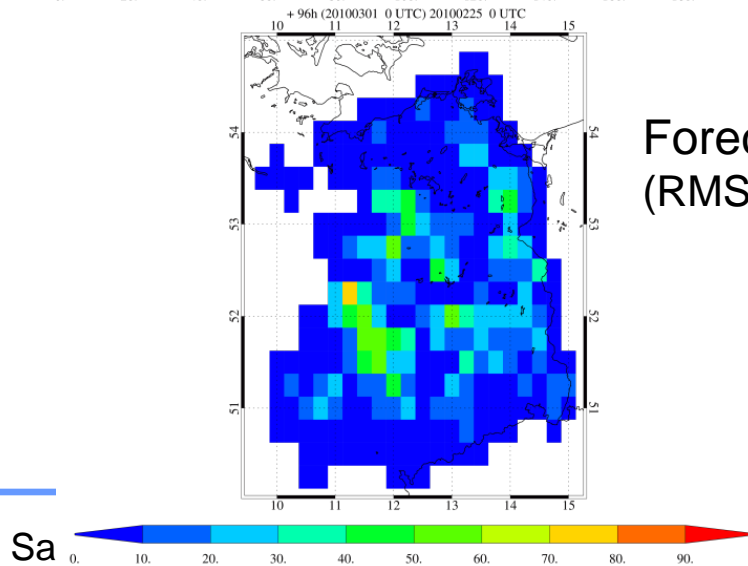 + 96h (20100301 0 UTC) 20100225 0 UTC
10 11 12 13 14 15
54 54
53 53
52 52
51 51
10 11 12 13 14 15
Forec
(RMS
Sa
0. 10. 20. 30. 40. 50. 60. 70. 80. 90.